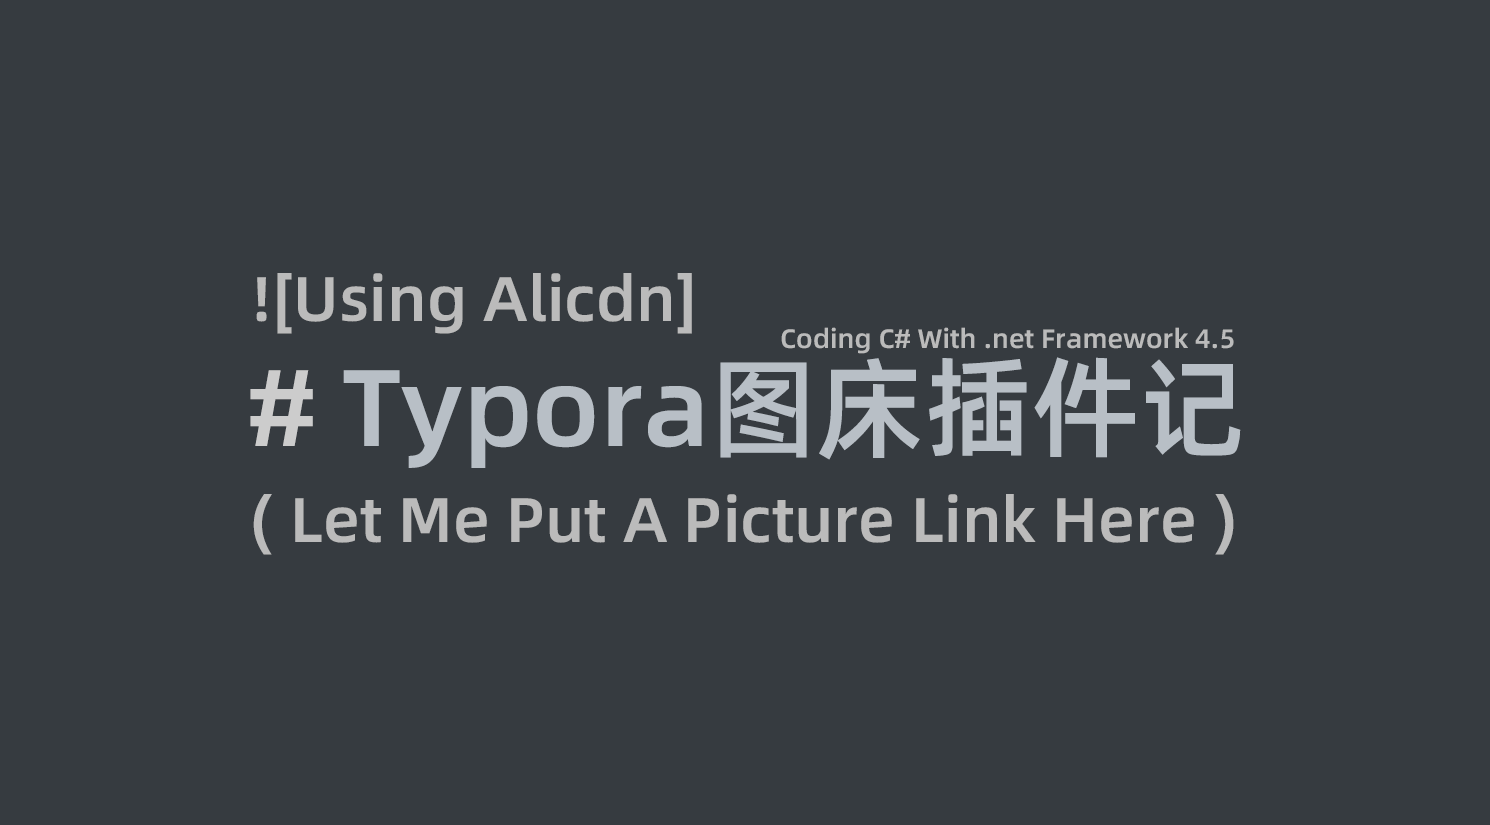 ![Using Alicdn]
Coding C# With .net Framework 4.5
# Typora图床插件记
( Let Me Put A Picture Link Here )